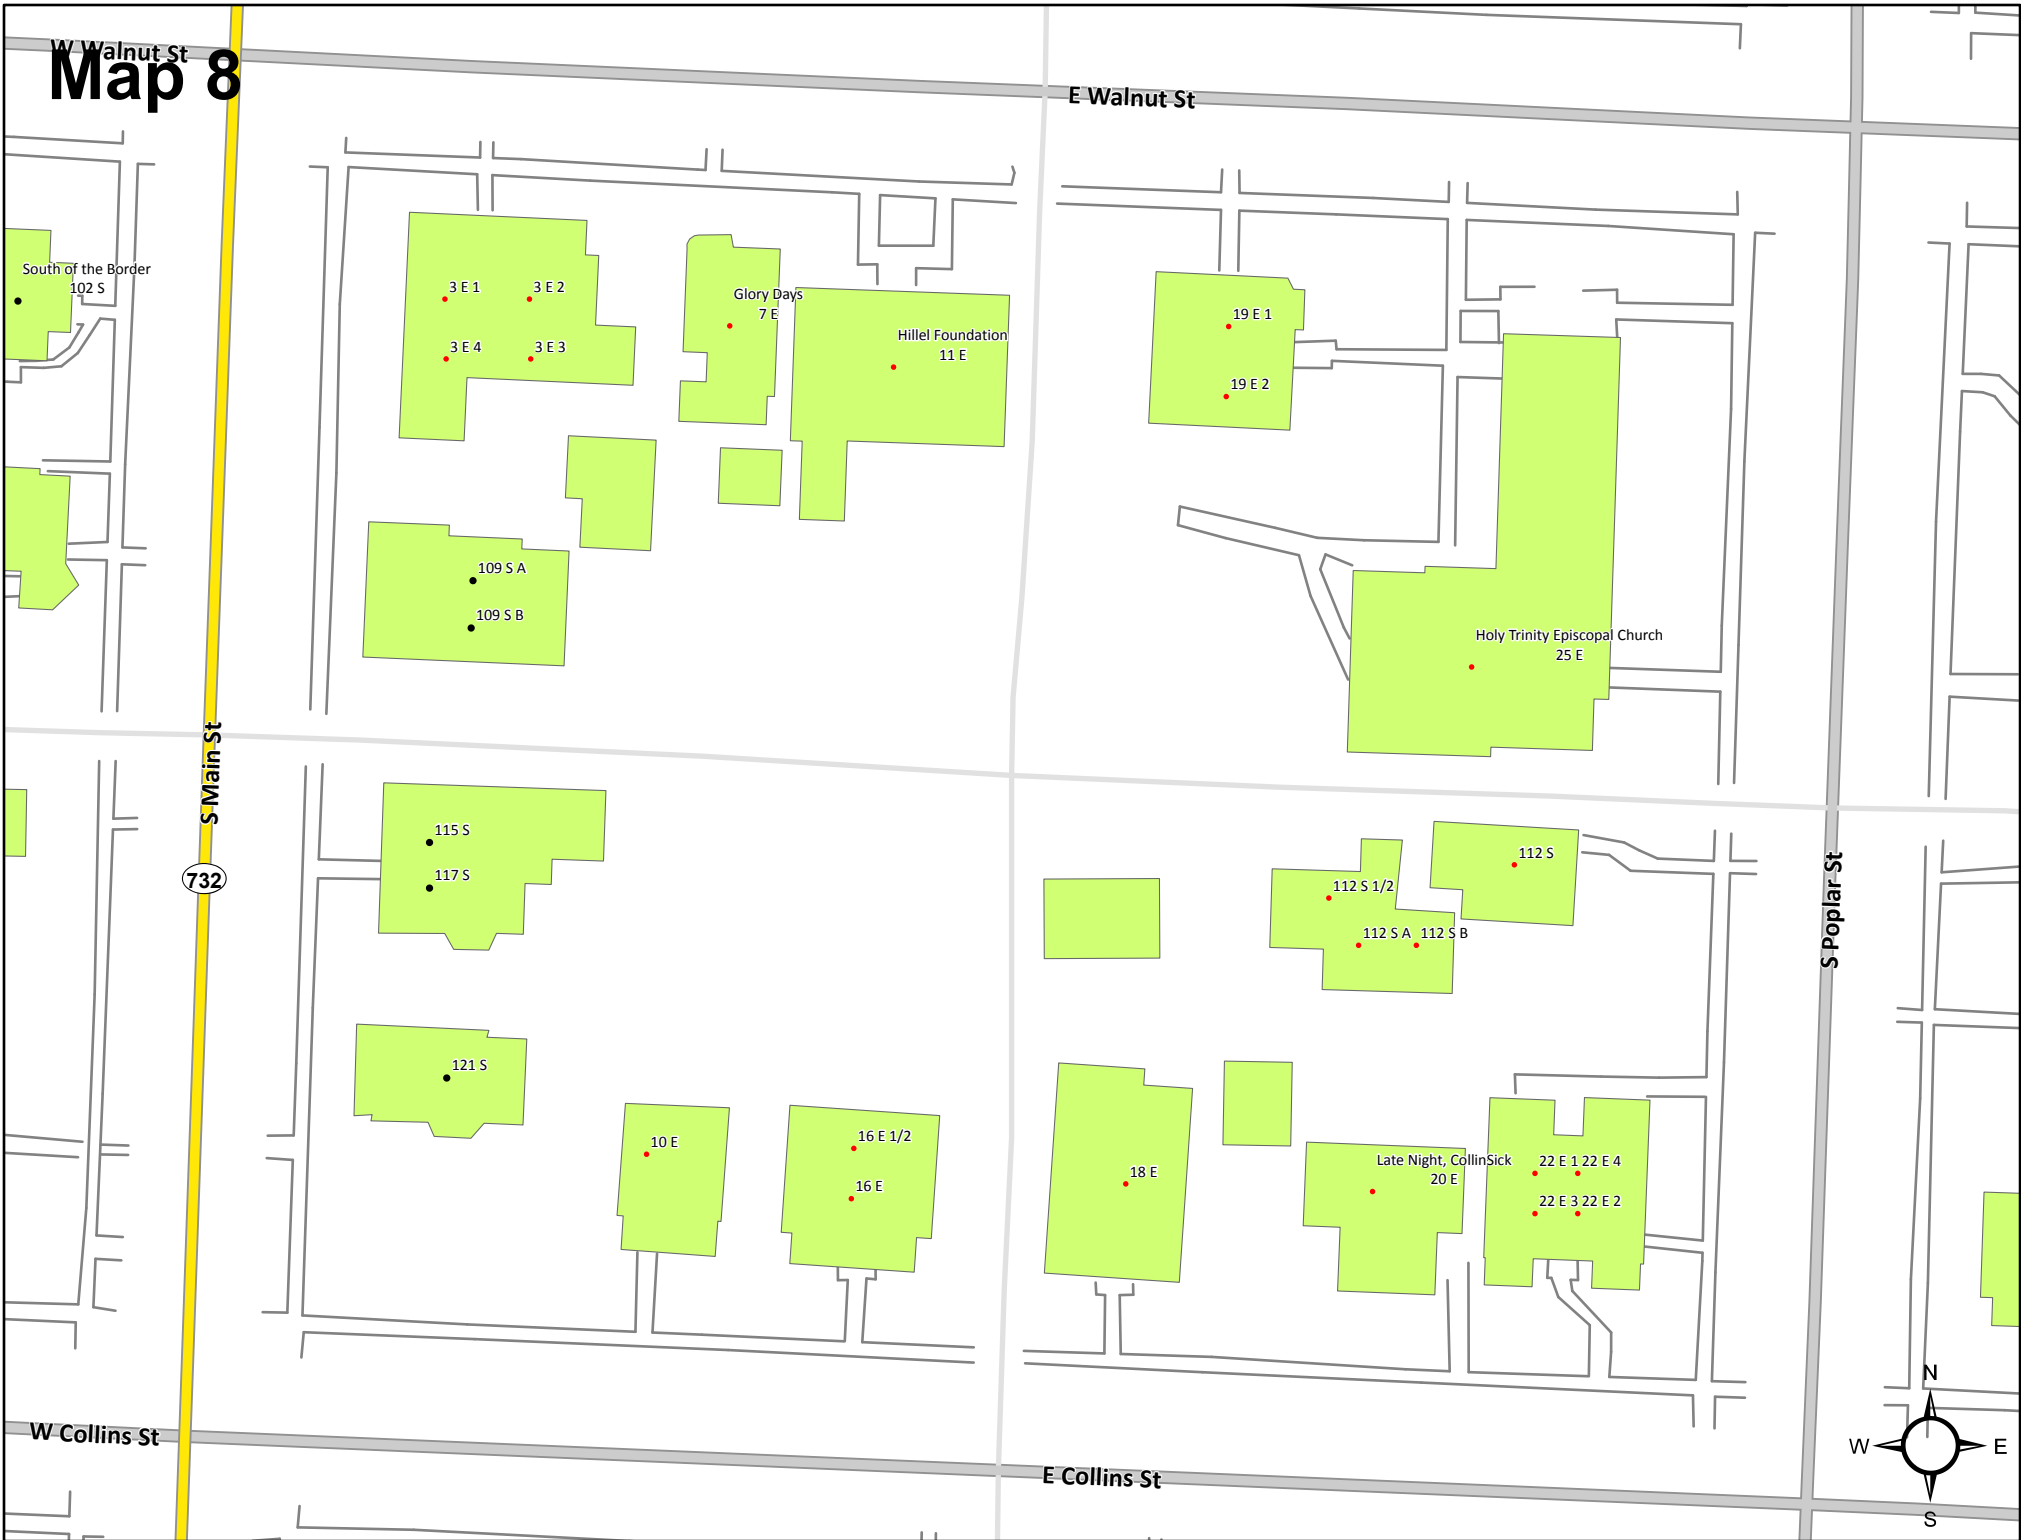 W Walnut St
Map 8
E Walnut St
South of the Border
102 S
3 E 1
3 E 2
3 E 4
3 E 3
Glory Days
7 E
Hillel Foundation
11 E
19 E 1
19 E 2
109 S A
109 S B
Holy Trinity Episcopal Church
25 E
S Main St
732
115 S
117 S
112 S
112 S 1/2
112 S A
112 S B
S Poplar St
121 S
10 E
16 E 1/2
16 E
18 E
Late Night, CollinSick
20 E
22 E 1
22 E 4
22 E 3
22 E 2
W Collins St
E Collins St
N
W
E
S